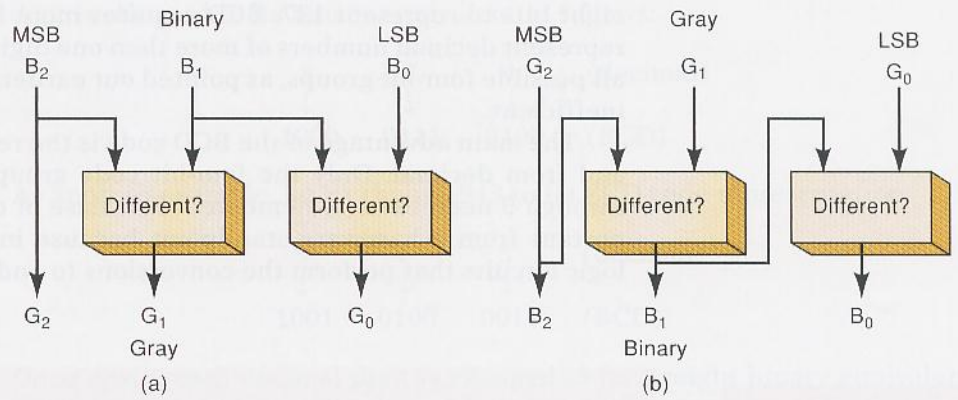 MSB Binary LSB
B₂ B₁ B₀
Different? Different?
G₂ G₁ G₀
Gray
(a)
MSB Gray LSB
G₂ G₁ G₀
Different? Different?
B₂ B₁ B₀
Binary
(b)